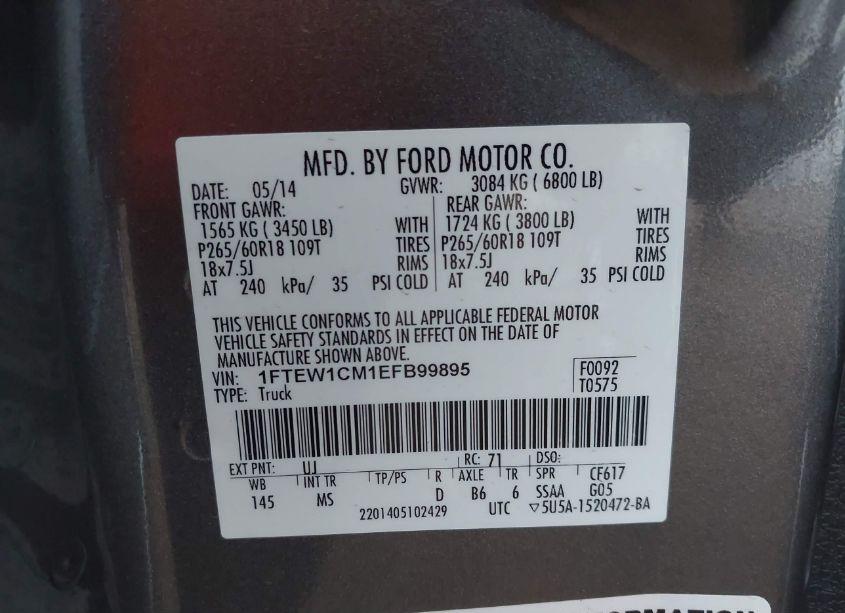 MFD. BY FORD MOTOR CO.
DATE: 05/14 GVWR: 3084 KG ( 6800 LB)
FRONT GAWR: REAR GAWR:
1565 KG ( 3450 LB) WITH 1724 KG ( 3800 LB) WITH
P265/60R18 109T TIRES P265/60R18 109T TIRES
18x7.5J RIMS 18x7.5J RIMS
AT 240 kPa/ 35 PSI COLD AT 240 kPa/ 35 PSI COLD
THIS VEHICLE CONFORMS TO ALL APPLICABLE FEDERAL MOTOR
VEHICLE SAFETY STANDARDS IN EFFECT ON THE DATE OF
MANUFACTURE SHOWN ABOVE.
VIN: 1FTEW1CM1EFB99895 F0092
TYPE: Truck T0575
EXT PNT: UJ RC: 71 DSO:
WB INT TR TP/PS R AXLE TR SPR CF617
145 MS D B6 6 SSAA G05
2201405102429 UTC ▽5U5A-1520472-BA